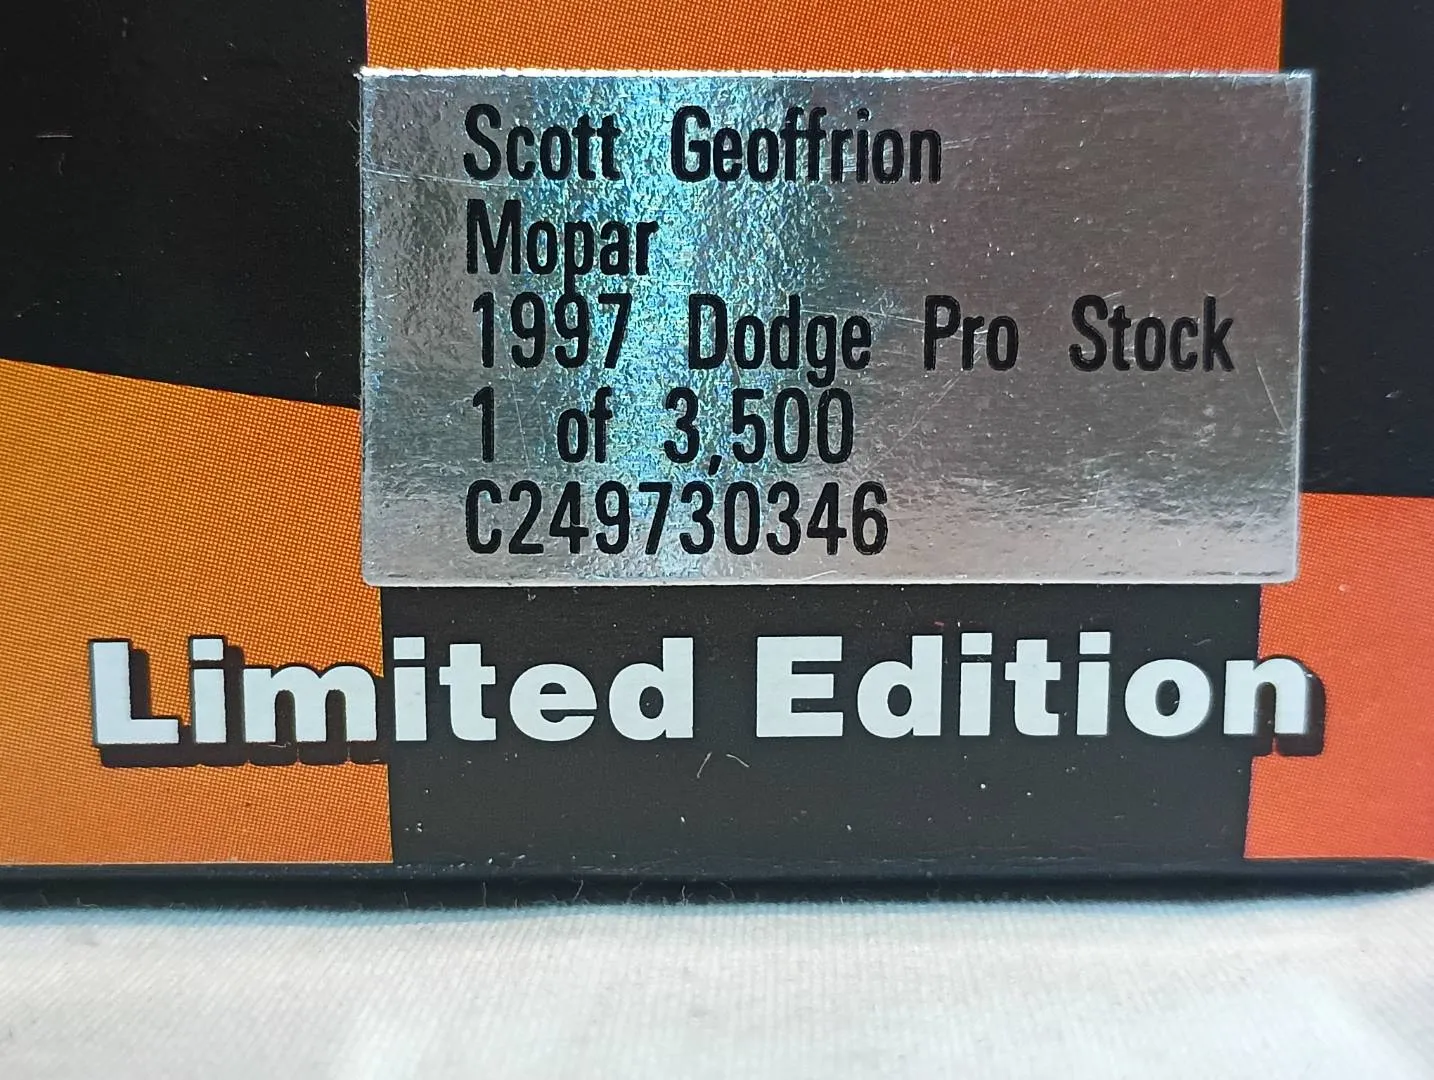 Scott Geoffrion
Mopar
1997 Dodge Pro Stock
1 of 3,500
C249730346
Limited Edition